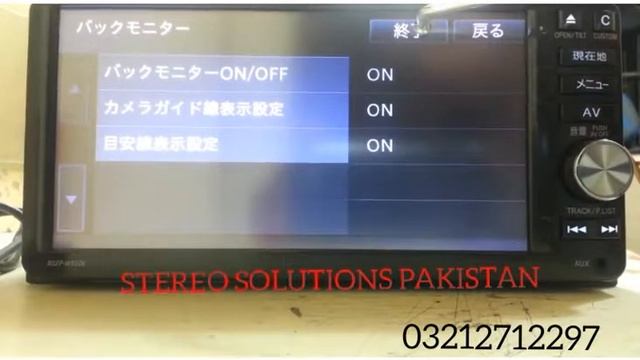 バックモニター 終了 戻る
バックモニターON/OFF ON
カメラガイド線表示設定 ON
目安線表示設定 ON
OPEN/TILT CUSTOM
C
現在地
メニュー
AV
音量 PUSH
TRACK/P.LIST
AUX
STEREO SOLUTIONS PAKISTAN
03212712297